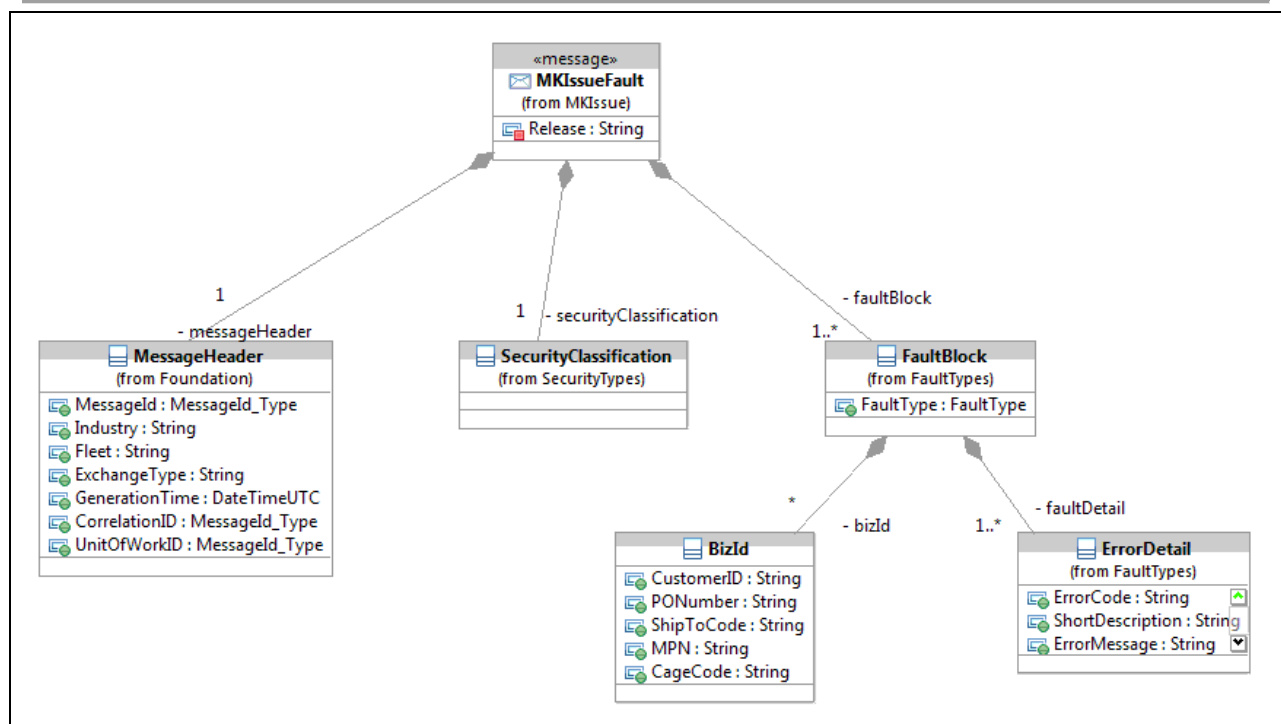 «message»
MKIssueFault
(from MKIssue)
Release : String
1
- messageHeader
1
- securityClassification
- faultBlock
1..*
MessageHeader
(from Foundation)
MessageId : MessageId_Type
Industry : String
Fleet : String
ExchangeType : String
GenerationTime : DateTimeUTC
CorrelationID : MessageId_Type
UnitOfWorkID : MessageId_Type
SecurityClassification
(from SecurityTypes)
FaultBlock
(from FaultTypes)
FaultType : FaultType
*
- bizId
- faultDetail
1..*
BizId
CustomerID : String
PONumber : String
ShipToCode : String
MPN : String
CageCode : String
ErrorDetail
(from FaultTypes)
ErrorCode : String
ShortDescription : String
ErrorMessage : String